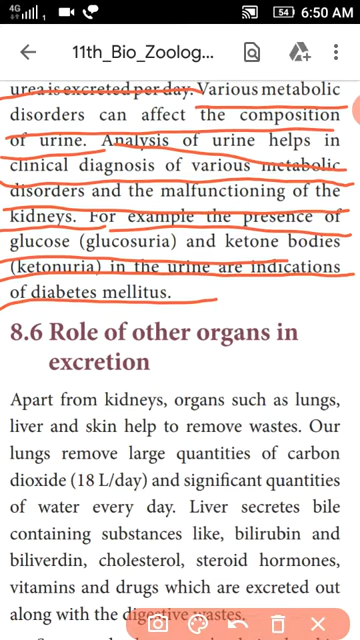 4G
54
6:50 AM
11th_Bio_Zoolog...
urea is excreted per day. Various metabolic
disorders can affect the composition
of urine. Analysis of urine helps in
clinical diagnosis of various metabolic
disorders and the malfunctioning of the
kidneys. For example the presence of
glucose (glucosuria) and ketone bodies
(ketonuria) in the urine are indications
of diabetes mellitus.
8.6 Role of other organs in
excretion
Apart from kidneys, organs such as lungs,
liver and skin help to remove wastes. Our
lungs remove large quantities of carbon
dioxide (18 L/day) and significant quantities
of water every day. Liver secretes bile
containing substances like, bilirubin and
biliverdin, cholesterol, steroid hormones,
vitamins and drugs which are excreted out
along with the digestive wastes.